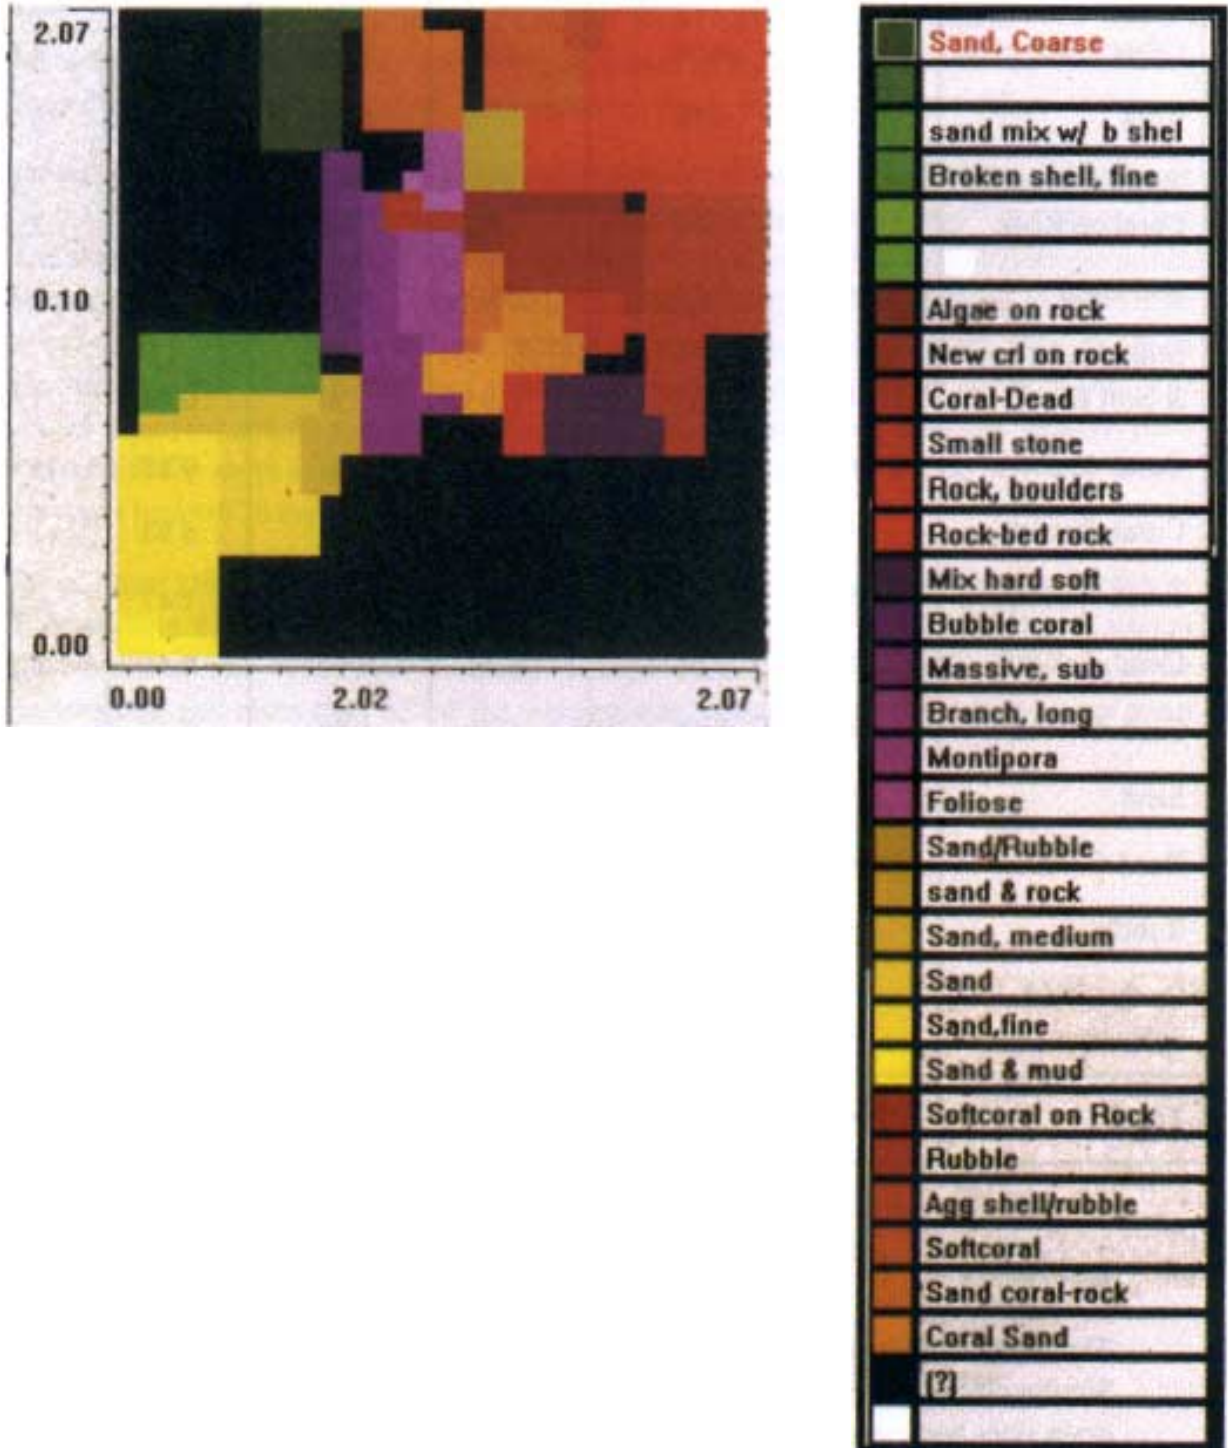 2.07
0.10
0.00
0.00 2.02 2.07
Sand, Coarse
sand mix w/ b shel
Broken shell, fine
Algae on rock
New crl on rock
Coral-Dead
Small stone
Rock, boulders
Rock-bed rock
Mix hard soft
Bubble coral
Massive, sub
Branch, long
Montipora
Foliose
Sand/Rubble
sand & rock
Sand, medium
Sand
Sand,fine
Sand & mud
Softcoral on Rock
Rubble
Agg shell/rubble
Softcoral
Sand coral-rock
Coral Sand
(?)